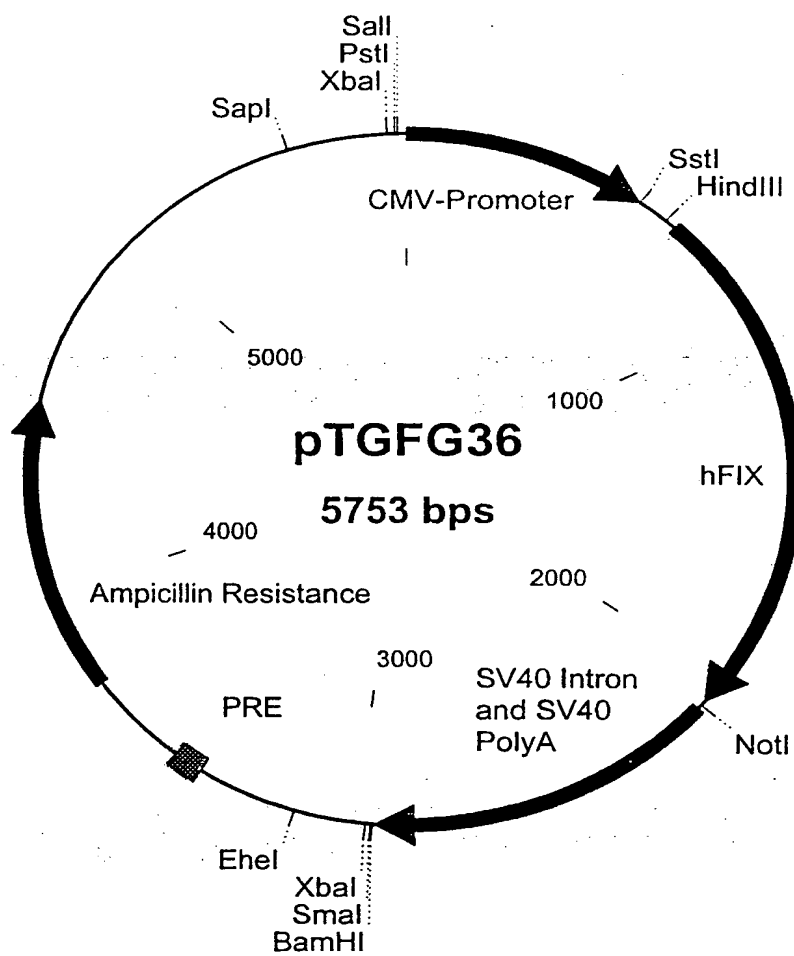 SalI
PstI
XbaI
SapI
SstI
HindIII
CMV-Promoter
5000
1000
pTGFG36
hFIX
5753 bps
4000
2000
Ampicillin Resistance
3000
SV40 Intron
and SV40
PolyA
PRE
NotI
EheI
XbaI
SmaI
BamHI